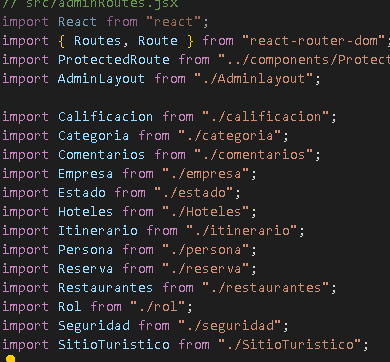 // src/adminRoutes.jsx
import React from "react";
import { Routes, Route } from "react-router-dom";
import ProtectedRoute from "../components/Protect
import AdminLayout from "./Adminlayout";
import Calificacion from "./calificacion";
import Categoria from "./categoria";
import Comentarios from "./comentarios";
import Empresa from "./empresa";
import Estado from "./estado";
import Hoteles from "./Hoteles";
import Itinerario from "./itinerario";
import Persona from "./persona";
import Reserva from "./reserva";
import Restaurantes from "./restaurantes";
import Rol from "./rol";
import Seguridad from "./seguridad";
import SitioTuristico from "./SitioTuristico";